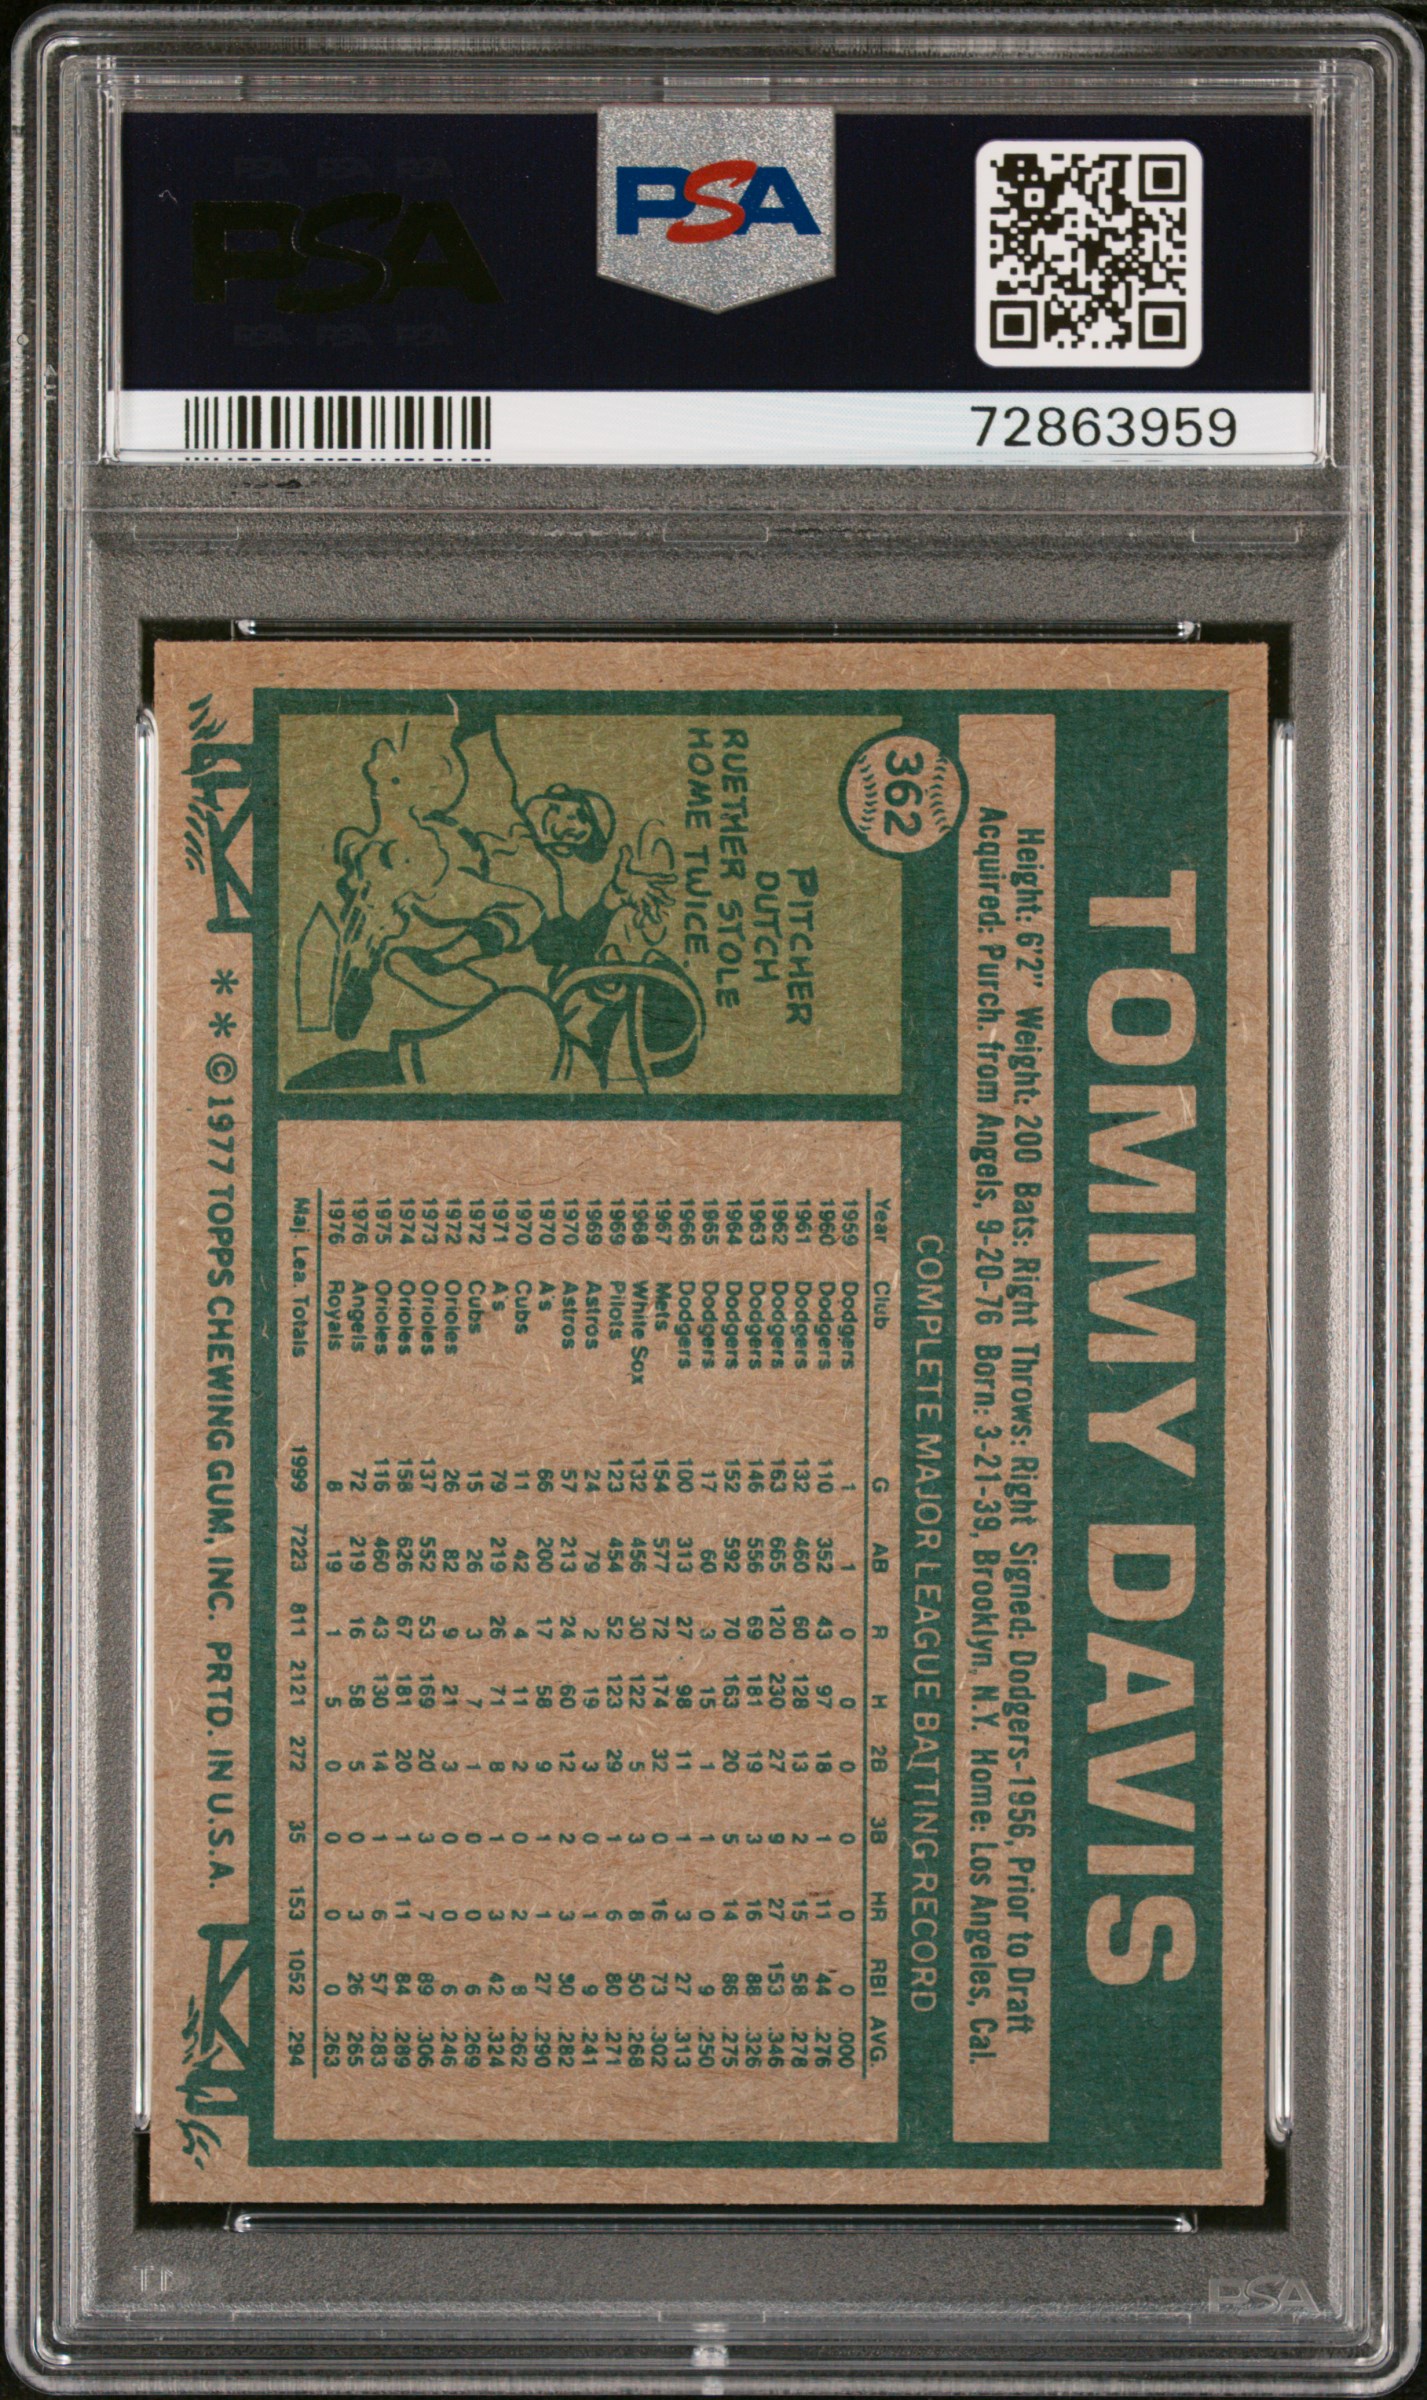 PSA PSA PSA
PSA
PSA PSA PSA
PSA
72863959
TOMMY DAVIS
362
Height: 6'2" Weight: 200 Bats: Right Throws: Right Signed: Dodgers-1956, Prior to Draft
Acquired: Purch. from Angels, 9-20-76 Born: 3-21-39, Brooklyn, N.Y. Home: Los Angeles, Cal.
PITCHER
DUTCH
RUETHER STOLE
HOME TWICE.
COMPLETE MAJOR LEAGUE BATTING RECORD
Year Club G AB R H 2B 3B HR RBI AVG.
1959 Dodgers 1 1 0 0 0 0 0 0 .000
1960 Dodgers 110 352 43 97 18 1 11 44 .276
1961 Dodgers 132 460 60 128 13 2 15 58 .278
1962 Dodgers 163 665 120 230 27 9 27 153 .346
1963 Dodgers 146 556 69 181 19 3 16 88 .326
1964 Dodgers 152 592 70 163 20 5 14 86 .275
1965 Dodgers 17 60 3 15 1 1 0 9 .250
1966 Dodgers 100 313 27 98 11 1 3 27 .313
1967 Mets 154 577 72 174 32 0 16 73 .302
1968 White Sox 132 456 30 122 5 3 8 50 .268
1969 Pilots 123 454 52 123 29 1 6 80 .271
1969 Astros 24 79 2 19 3 0 1 9 .241
1970 Astros 57 213 24 60 12 2 3 30 .282
1970 A's 66 200 17 58 9 1 1 27 .290
1970 Cubs 11 42 4 11 2 0 2 8 .262
1971 A's 79 219 26 71 8 1 3 42 .324
1972 Cubs 15 26 3 7 1 0 0 6 .269
1972 Orioles 26 82 9 21 3 0 0 6 .246
1973 Orioles 137 552 53 169 20 3 7 89 .306
1974 Orioles 158 626 67 181 20 1 11 84 .289
1975 Orioles 116 460 43 130 14 1 6 57 .283
1976 Angels 72 219 16 58 5 0 3 26 .265
1976 Royals 8 19 1 5 0 0 0 0 .263
Maj. Lea. Totals 1999 7223 811 2121 272 35 153 1052 .294
* * © 1977 TOPPS CHEWING GUM, INC. PRTD. IN U.S.A.
PSA